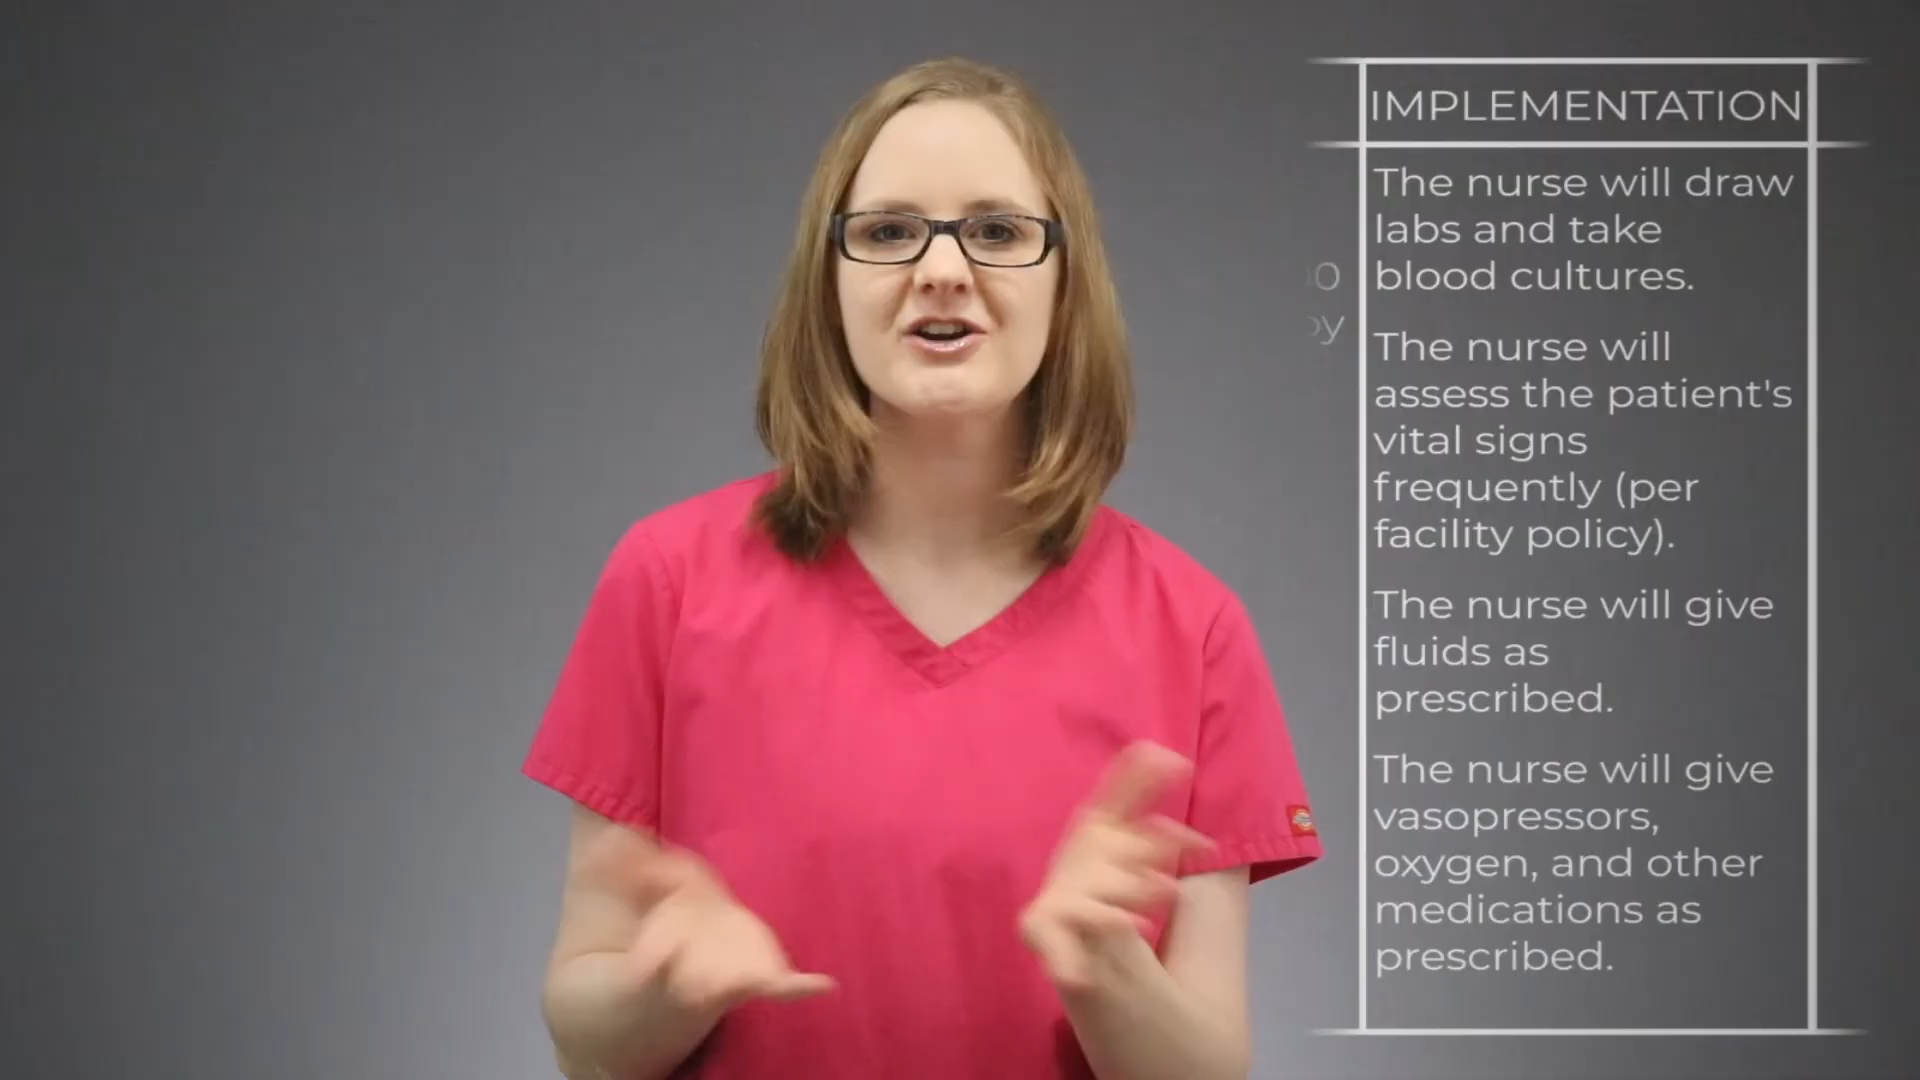 IMPLEMENTATION
The nurse will draw
labs and take
blood cultures.
The nurse will
assess the patient's
vital signs
frequently (per
facility policy).
The nurse will give
fluids as
prescribed.
The nurse will give
vasopressors,
oxygen, and other
medications as
prescribed.